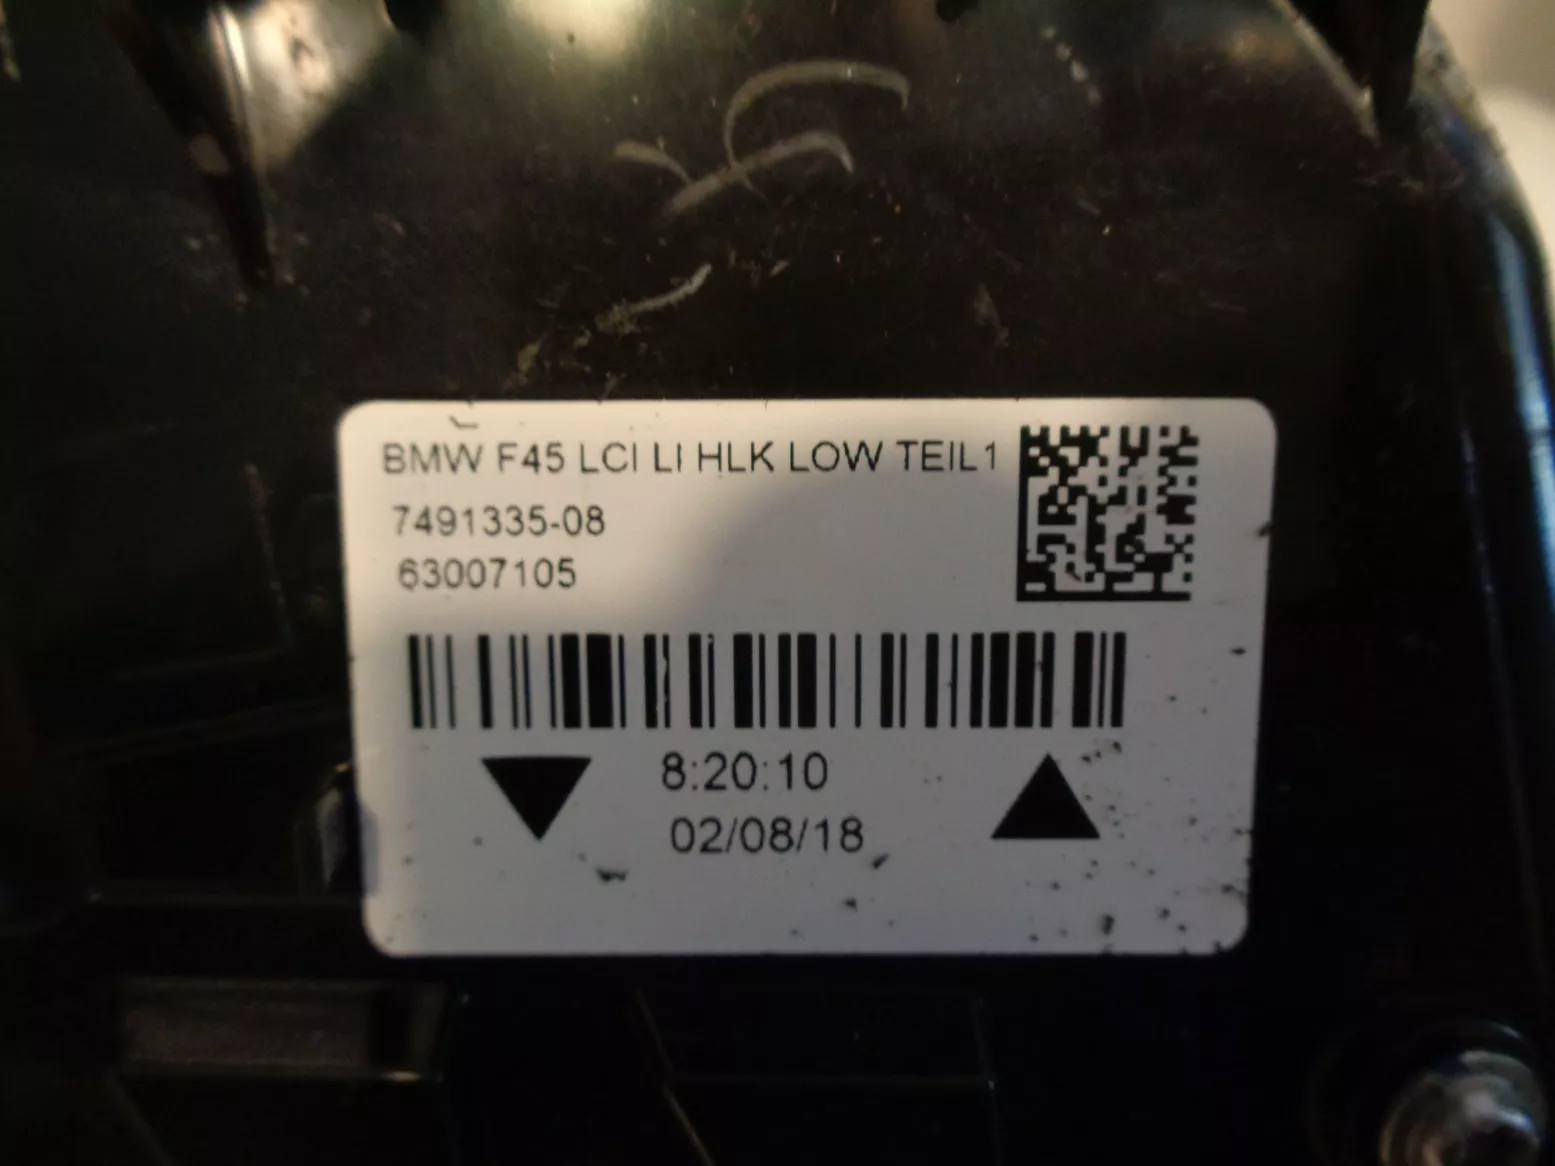 BMW F45 LCI LI HLK LOW TEIL1
7491335-08
63007105
8:20:10
02/08/18